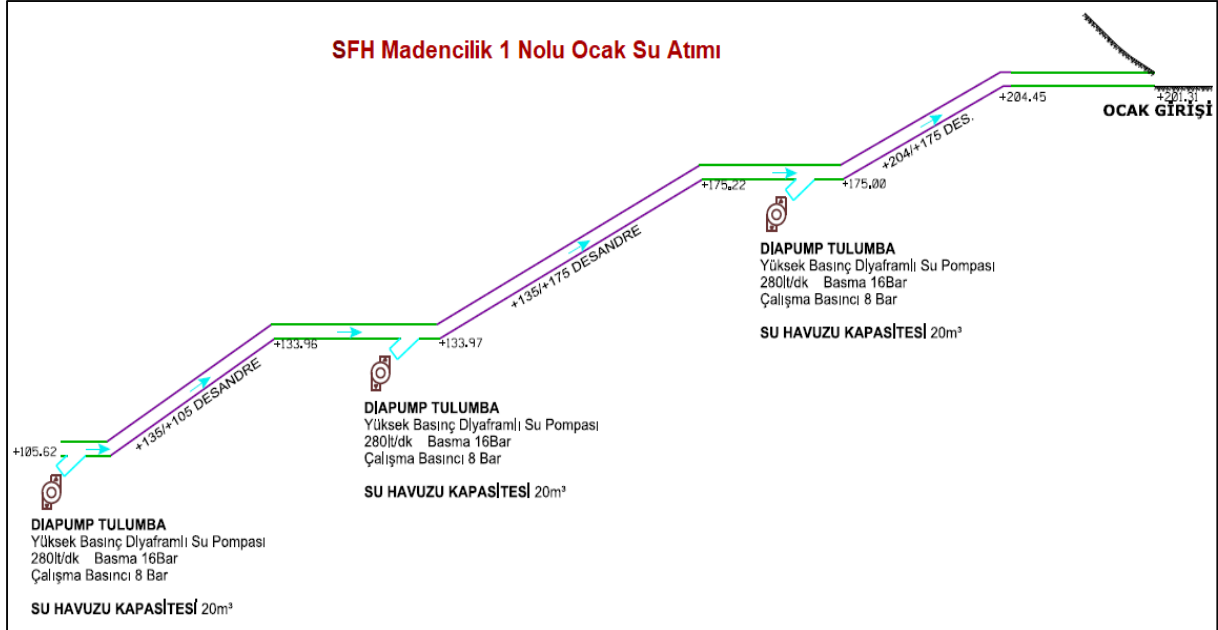 SFH Madencilik 1 Nolu Ocak Su Atımı
+204.45
+201.31
OCAK GİRİŞİ
+204/+175 DES.
+175.22
+175.00
DİAPUMP TULUMBA
Yüksek Basınç Dİyaframlı Su Pompası
280lt/dk Basma 16Bar
Çalışma Basıncı 8 Bar
SU HAVUZU KAPASİTESİ 20m³
+135/+175 DESANDRE
+133.96
+133.97
DİAPUMP TULUMBA
Yüksek Basınç Dİyaframlı Su Pompası
280lt/dk Basma 16Bar
Çalışma Basıncı 8 Bar
SU HAVUZU KAPASİTESİ 20m³
+135/+105 DESANDRE
+105.62
DİAPUMP TULUMBA
Yüksek Basınç Dİyaframlı Su Pompası
280lt/dk Basma 16Bar
Çalışma Basıncı 8 Bar
SU HAVUZU KAPASİTESİ 20m³